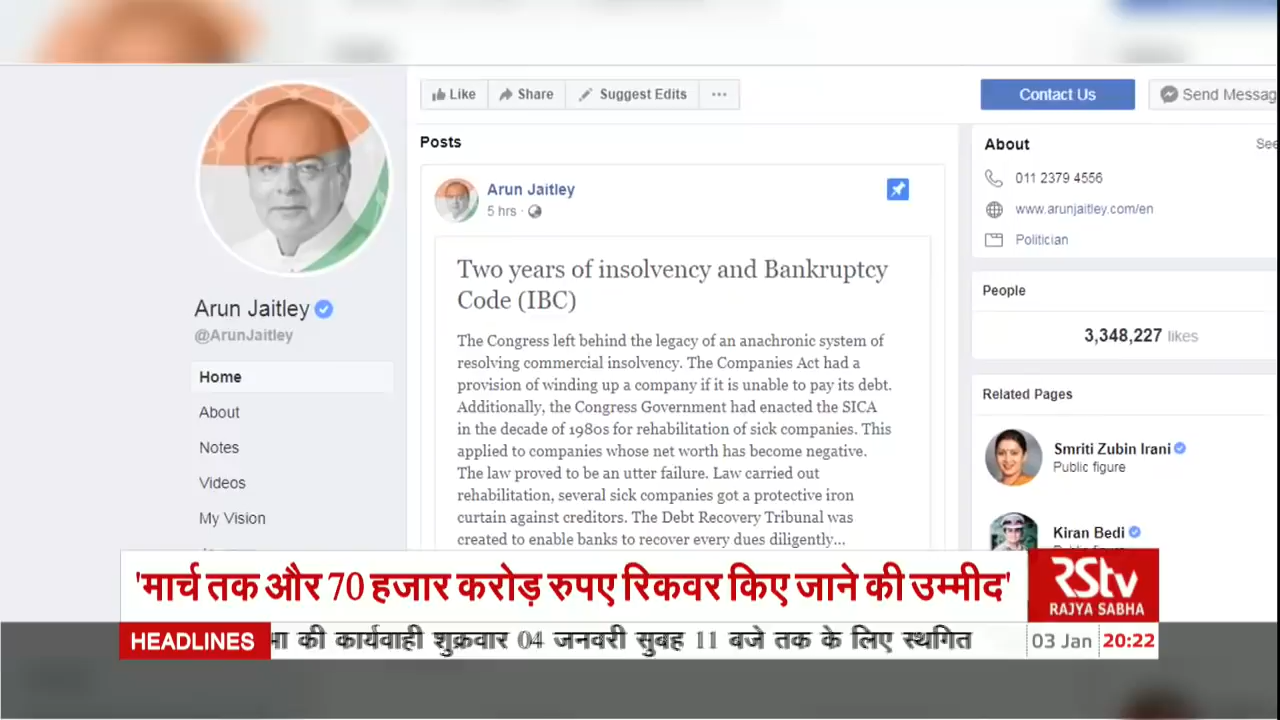 Like
Share
Suggest Edits
Contact Us
Send Messag
Posts
Arun Jaitley
5 hrs
Two years of insolvency and Bankruptcy
Code (IBC)
The Congress left behind the legacy of an anachronic system of
resolving commercial insolvency. The Companies Act had a
provision of winding up a company if it is unable to pay its debt.
Additionally, the Congress Government had enacted the SICA
in the decade of 1980s for rehabilitation of sick companies. This
applied to companies whose net worth has become negative.
The law proved to be an utter failure. Law carried out
rehabilitation, several sick companies got a protective iron
curtain against creditors. The Debt Recovery Tribunal was
created to enable banks to recover every dues diligently...
Arun Jaitley
@ArunJaitley
Home
About
Notes
Videos
My Vision
About
See
011 2379 4556
www.arunjaitley.com/en
Politician
People
3,348,227 likes
Related Pages
Smriti Zubin Irani
Public figure
Kiran Bedi
'मार्च तक और 70 हजार करोड़ रुपए रिकवर किए जाने की उम्मीद'
RStv
RAJYA SABHA
HEADLINES
की कार्यवाही शुक्रवार 04 जनवरी सुबह 11 बजे तक के लिए स्थगित
03 Jan 20:22